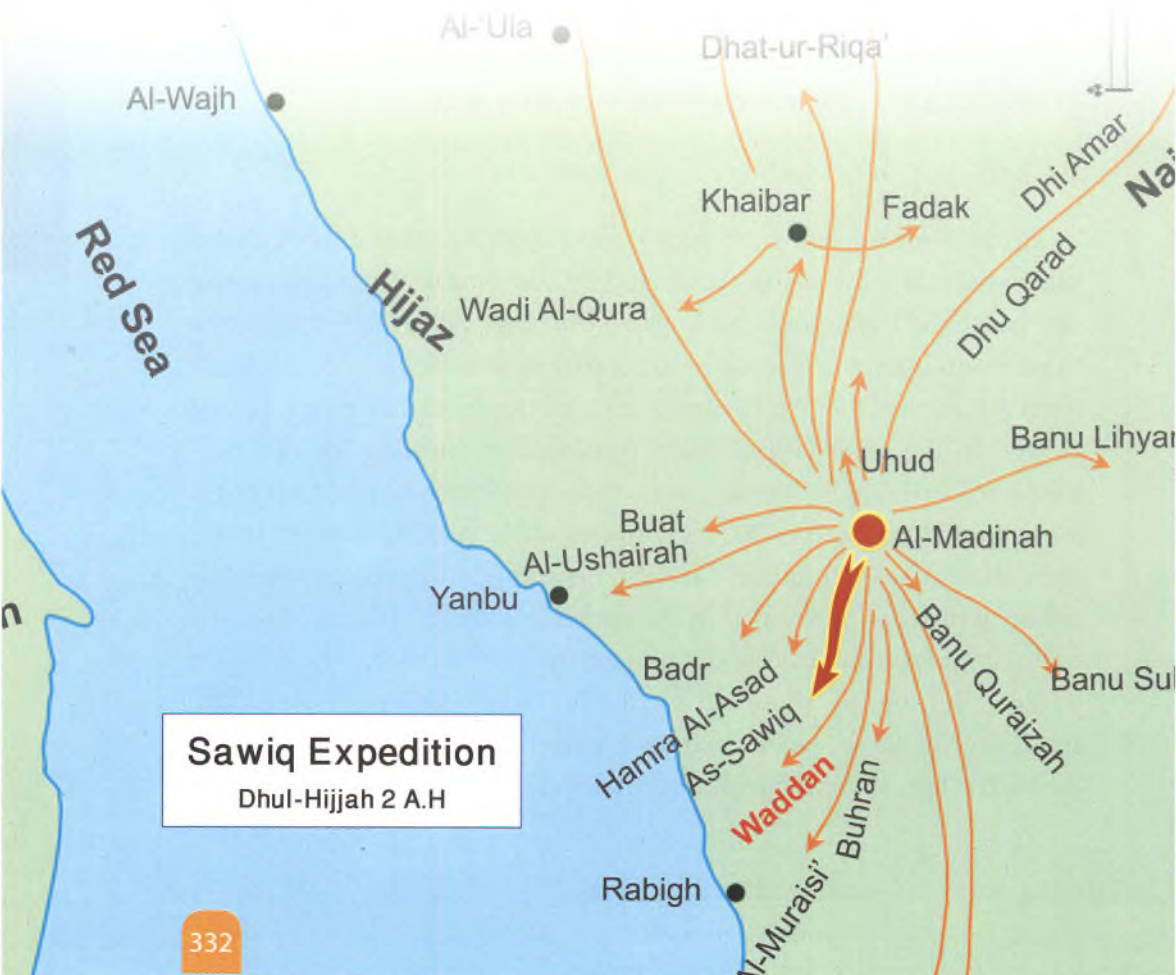 Al-'Ula
Dhat-ur-Riqa'
Al-Wajh
Dhi Amar
Khaibar
Fadak
Red Sea
Hijaz
Wadi Al-Qura
Dhu Qarad
Banu Lihyan
Uhud
Buat
Al-Madinah
Al-Ushairah
Yanbu
Badr
Hamra Al-Asad
As-Sawiq
Banu Quraizah
Waddan
Buhran
Rabigh
Al-Muraisi'
Sawiq Expedition
Dhul-Hijjah 2 A.H
332